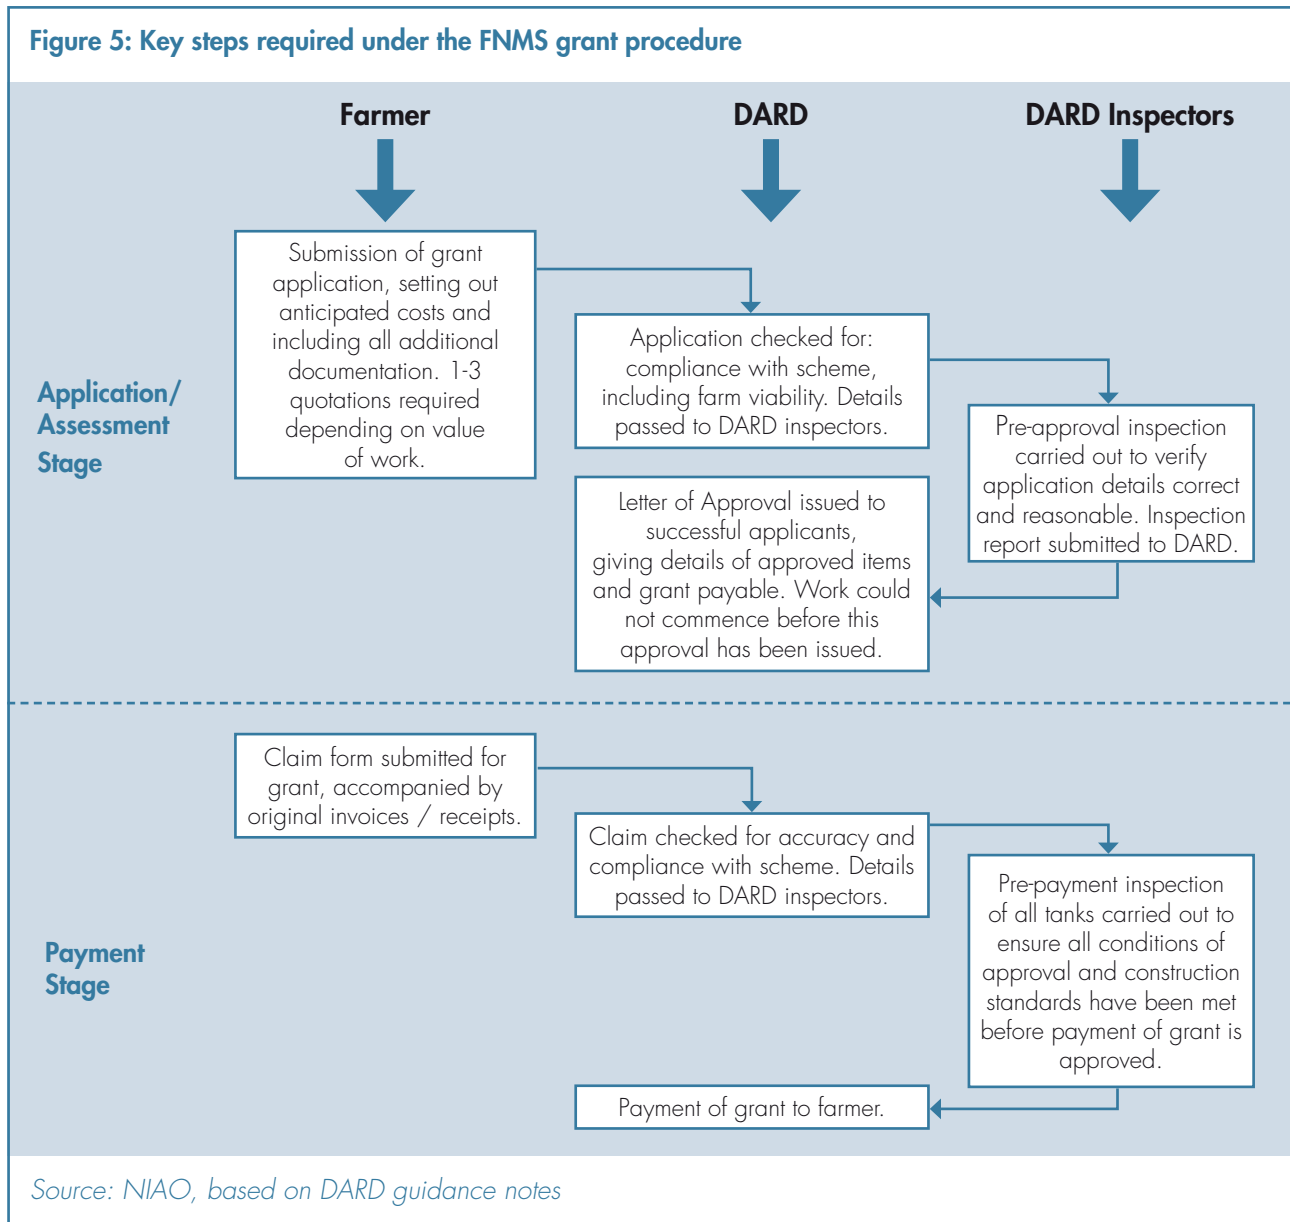 Figure 5: Key steps required under the FNMS grant procedure
Farmer
DARD
DARD Inspectors
Application/
Assessment
Stage
Submission of grant
application, setting out
anticipated costs and
including all additional
documentation. 1-3
quotations required
depending on value
of work.
Application checked for:
compliance with scheme,
including farm viability. Details
passed to DARD inspectors.
Pre-approval inspection
carried out to verify
application details correct
and reasonable. Inspection
report submitted to DARD.
Letter of Approval issued to
successful applicants,
giving details of approved items
and grant payable. Work could
not commence before this
approval has been issued.
Payment
Stage
Claim form submitted for
grant, accompanied by
original invoices / receipts.
Claim checked for accuracy and
compliance with scheme. Details
passed to DARD inspectors.
Pre-payment inspection
of all tanks carried out to
ensure all conditions of
approval and construction
standards have been met
before payment of grant is
approved.
Payment of grant to farmer.
Source: NIAO, based on DARD guidance notes